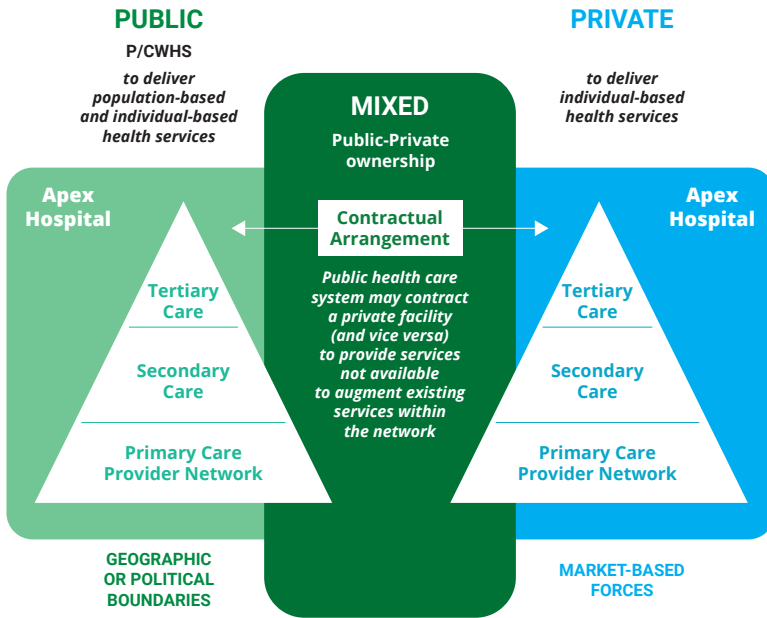 PUBLIC
P/CWHS
to deliver
population-based
and individual-based
health services
Apex
Hospital
Tertiary
Care
Secondary
Care
Primary Care
Provider Network
GEOGRAPHIC
OR POLITICAL
BOUNDARIES
MIXED
Public-Private
ownership
Contractual
Arrangement
Public health care
system may contract
a private facility
(and vice versa)
to provide services
not available
to augment existing
services within
the network
PRIVATE
to deliver
individual-based
health services
Apex
Hospital
Tertiary
Care
Secondary
Care
Primary Care
Provider Network
MARKET-BASED
FORCES